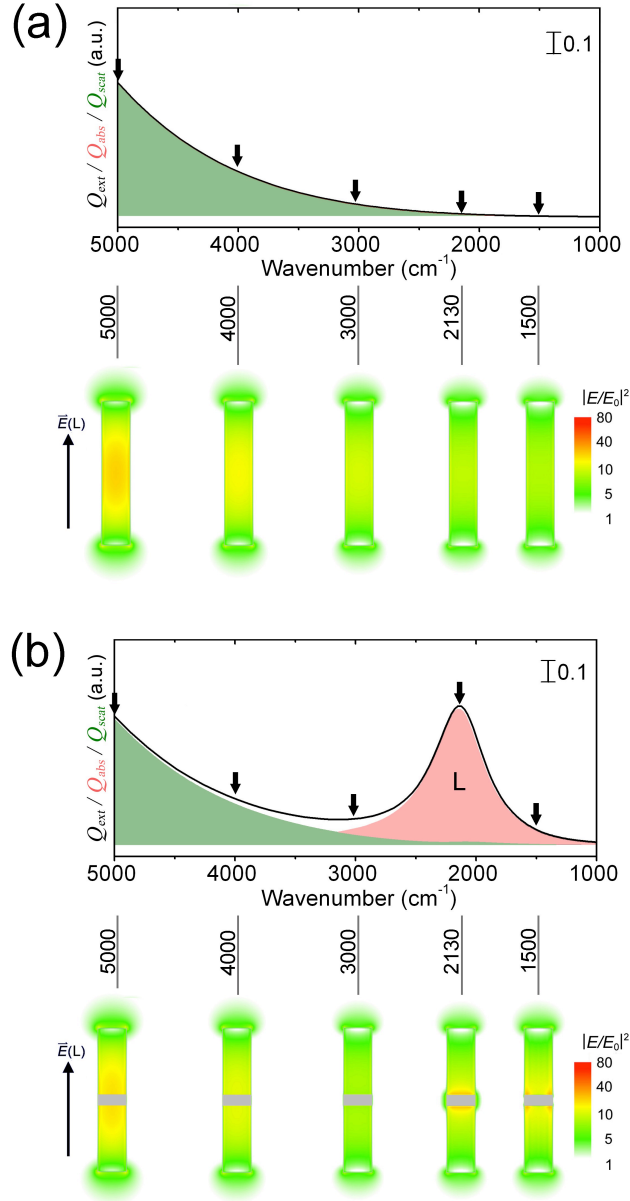 (a)
Q_ext / Q_abs / Q_scat (a.u.)
0.1
5000 4000 3000 2000 1000
Wavenumber (cm⁻¹)
5000 4000 3000 2130 1500
E⃗(L)
|E/E₀|²
80
40
10
5
1
(b)
Q_ext / Q_abs / Q_scat (a.u.)
0.1
L
5000 4000 3000 2000 1000
Wavenumber (cm⁻¹)
5000 4000 3000 2130 1500
E⃗(L)
|E/E₀|²
80
40
10
5
1